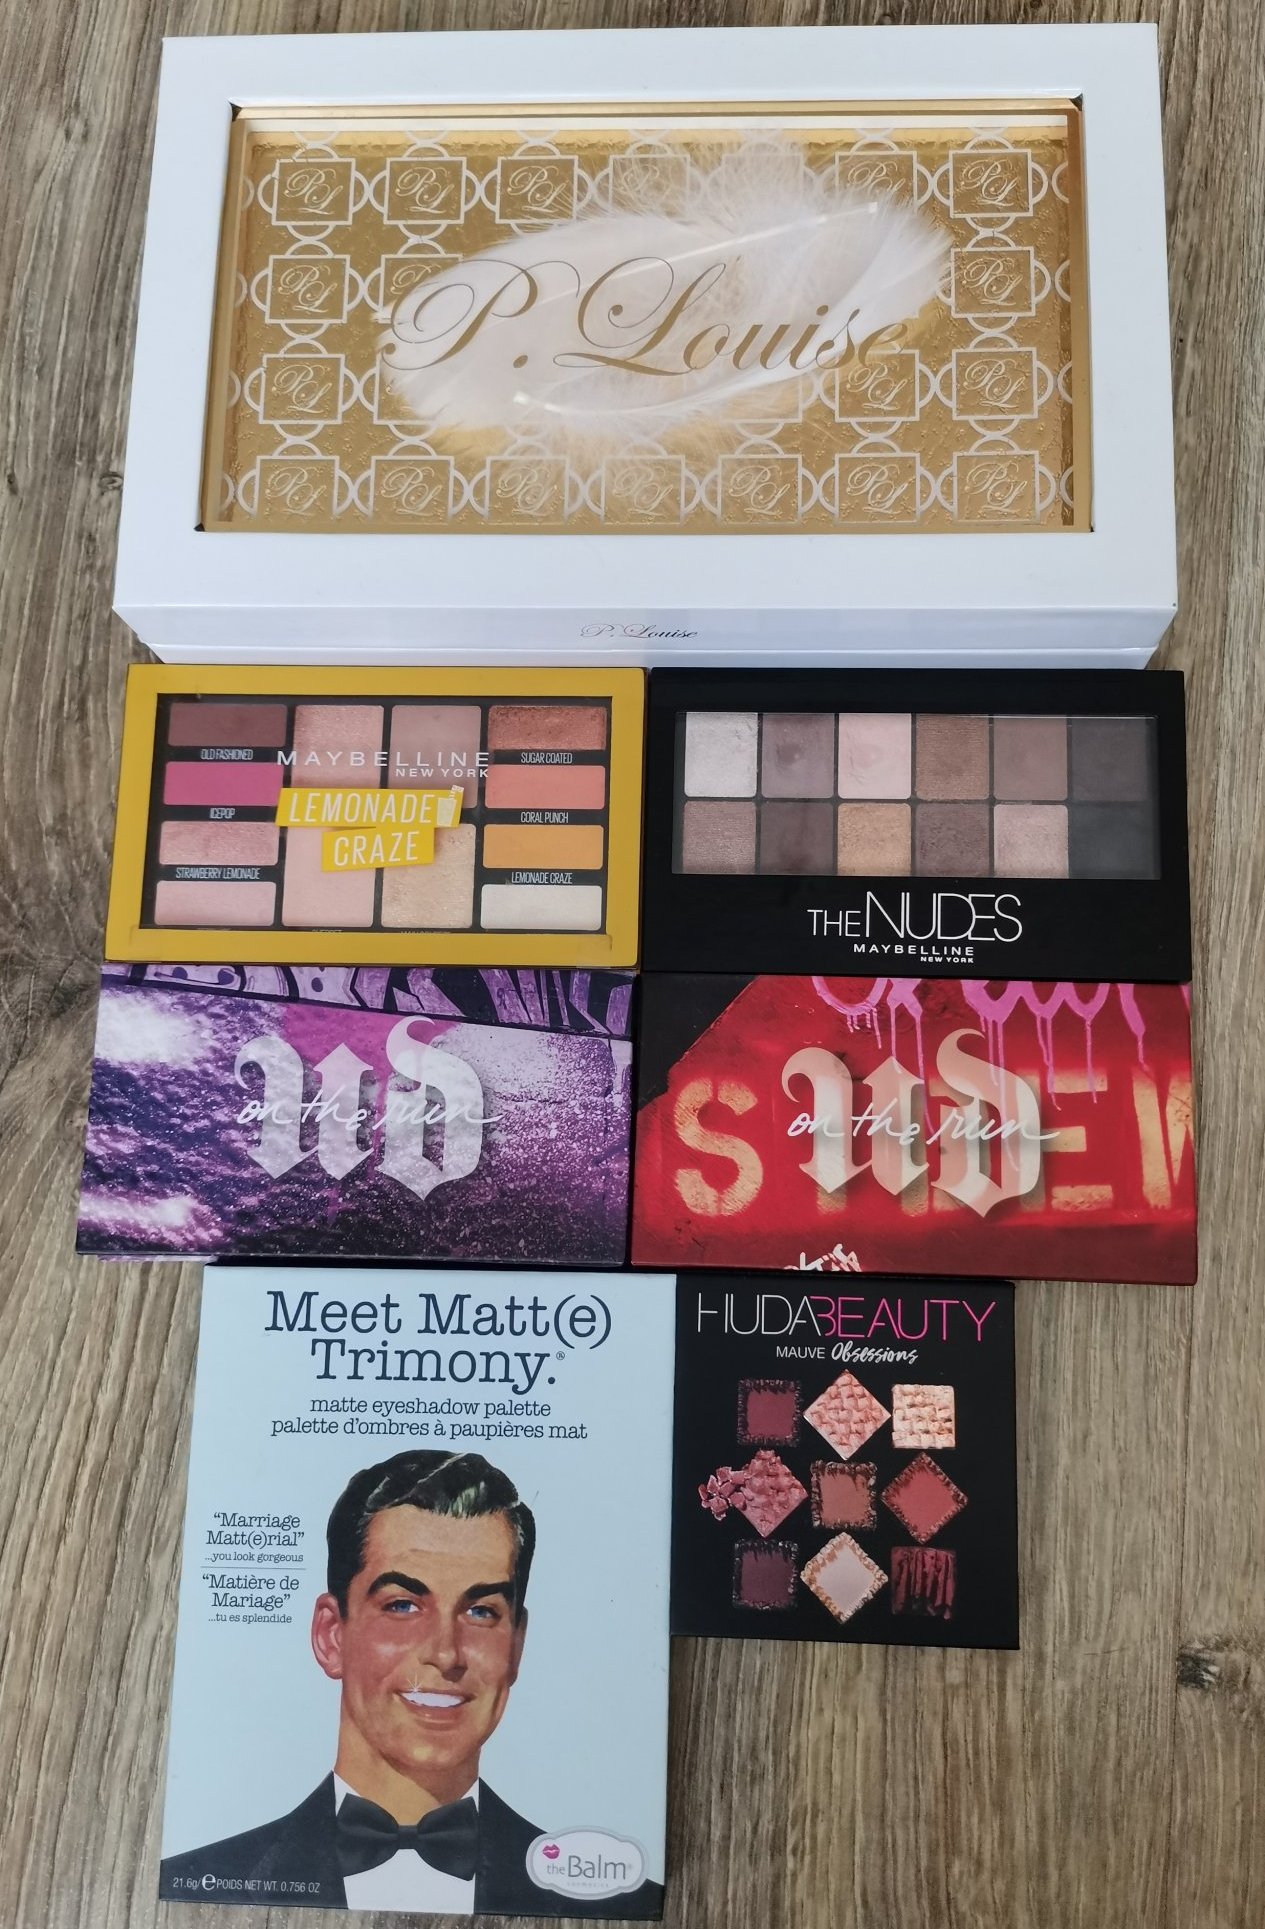 P. Louise
P. Louise
OLD FASHIONED
MAYBELLINE
NEW YORK
SUGAR COATED
LEMONADE
CRAZE
ICEPOP
CORAL PUNCH
STRAWBERRY LEMONADE
LEMONADE CRAZE
THE NUDES
MAYBELLINE
NEW YORK
UD
on the run
UD
on the run
Meet Matt(e)
Trimony.®
matte eyeshadow palette
palette d'ombres à paupières mat
"Marriage
Matt(e)rial"
...you look gorgeous
"Matière de
Mariage"
...tu es splendide
21.6g/℮ POIDS NET WT. 0.756 OZ
theBalm®
cosmetics
HUDABEAUTY
MAUVE Obsessions